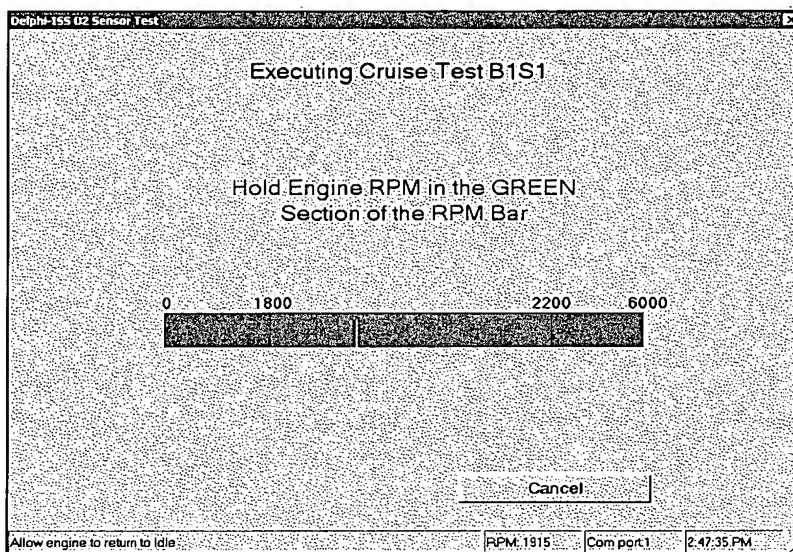 Delphi-155 O2 Sensor Test
Executing Cruise Test B1S1
Hold Engine RPM in the GREEN
Section of the RPM Bar
0 1800 2200 6000
Cancel
Allow engine to return to Idle RPM: 1915 Com port 1 2:47:35 PM